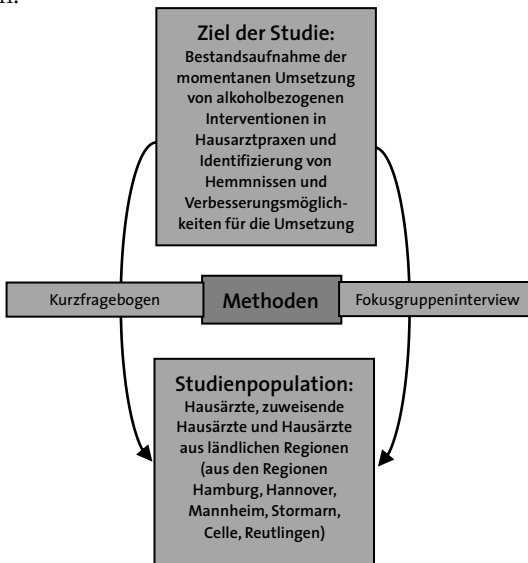 Ziel der Studie:
Bestandsaufnahme der
momentanen Umsetzung
von alkoholbezogenen
Interventionen in
Hausarztpraxen und
Identifizierung von
Hemmnissen und
Verbesserungsmöglich-
keiten für die Umsetzung
Kurzfragebogen
Methoden
Fokusgruppeninterview
Studienpopulation:
Hausärzte, zuweisende
Hausärzte und Hausärzte
aus ländlichen Regionen
(aus den Regionen
Hamburg, Hannover,
Mannheim, Stormarn,
Celle, Reutlingen)